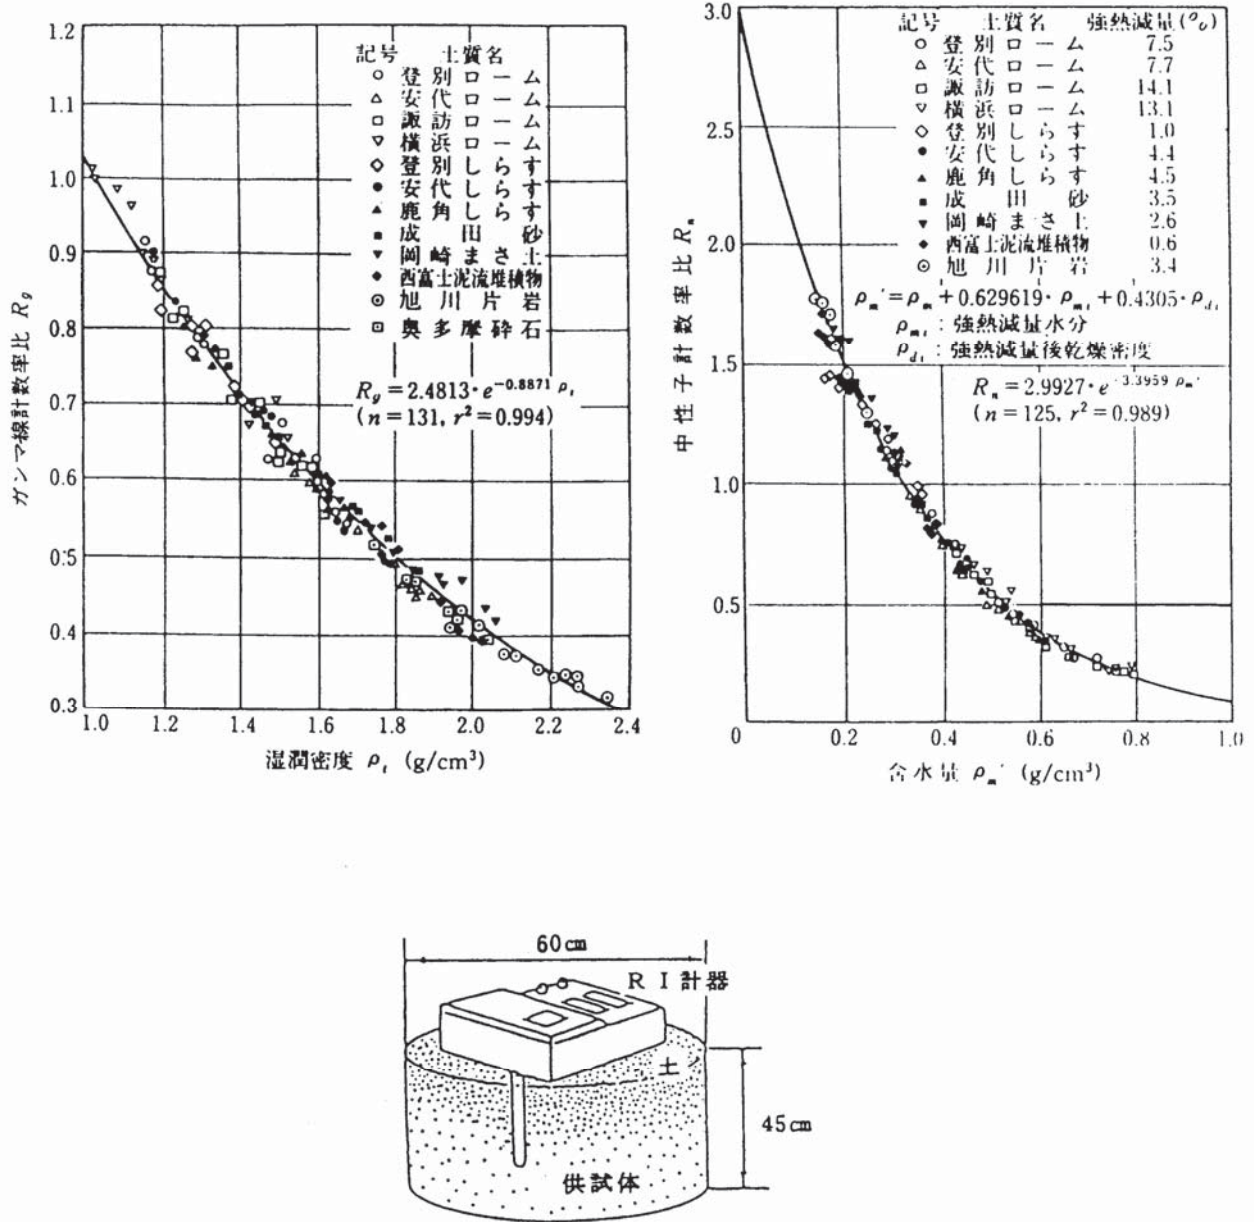 1.2
1.1
1.0
0.9
0.8
0.7
0.6
0.5
0.4
0.3
ガンマ線計数率比 R_g
記号 土質名
○ 登別ローム
△ 安代ローム
□ 諏訪ローム
▽ 横浜ローム
◇ 登別しらす
● 安代しらす
▲ 鹿角しらす
■ 成田砂
▼ 岡崎まさ土
◆ 西富士泥流堆積物
⊙ 旭川片岩
⊡ 奥多摩砕石
R_g = 2.4813・e^{-0.8871 ρ_t}
(n=131, r²=0.994)
1.0 1.2 1.4 1.6 1.8 2.0 2.2 2.4
湿潤密度 ρ_t (g/cm³)
3.0
2.5
2.0
1.5
1.0
0.5
0
中性子計数率比 R_n
記号 土質名 強熱減量(%)
○ 登別ローム 7.5
△ 安代ローム 7.7
□ 諏訪ローム 14.1
▽ 横浜ローム 13.1
◇ 登別しらす 1.0
● 安代しらす 4.4
▲ 鹿角しらす 4.5
■ 成田砂 3.5
▼ 岡崎まさ土 2.6
◆ 西富士泥流堆積物 0.6
⊙ 旭川片岩 3.4
ρ_m' = ρ_m + 0.629619・ρ_mi + 0.4305・ρ_di
ρ_mi : 強熱減量水分
ρ_di : 強熱減量後乾燥密度
R_n = 2.9927・e^{-3.3959 ρ_m'}
(n=125, r²=0.989)
0.2 0.4 0.6 0.8 1.0
含水量 ρ_m' (g/cm³)
60cm
RI計器
土
45cm
供試体